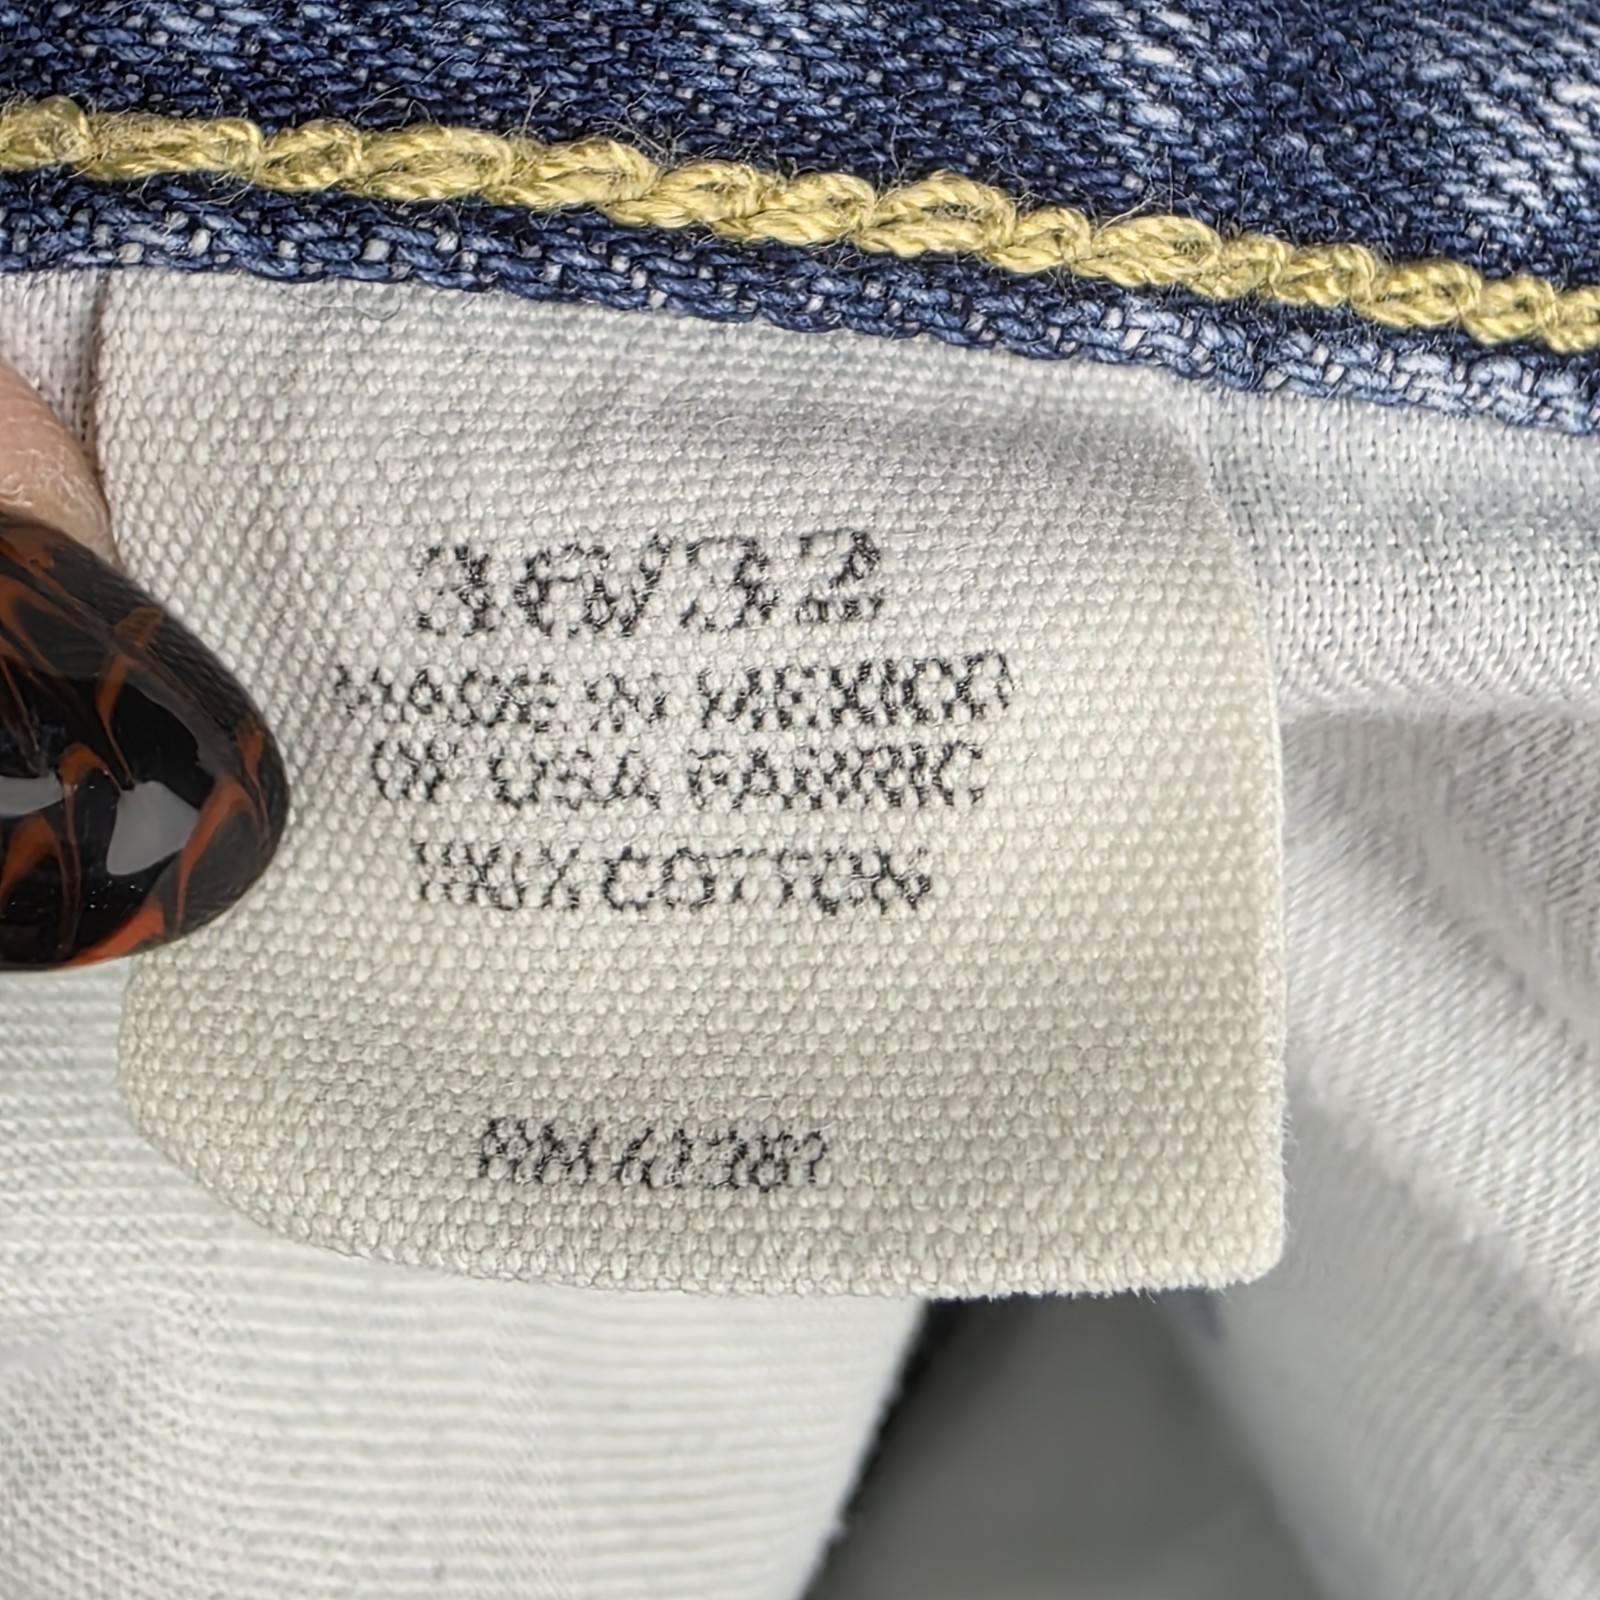 36/32
MADE IN MEXICO
OF USA FABRIC
100% COTTON